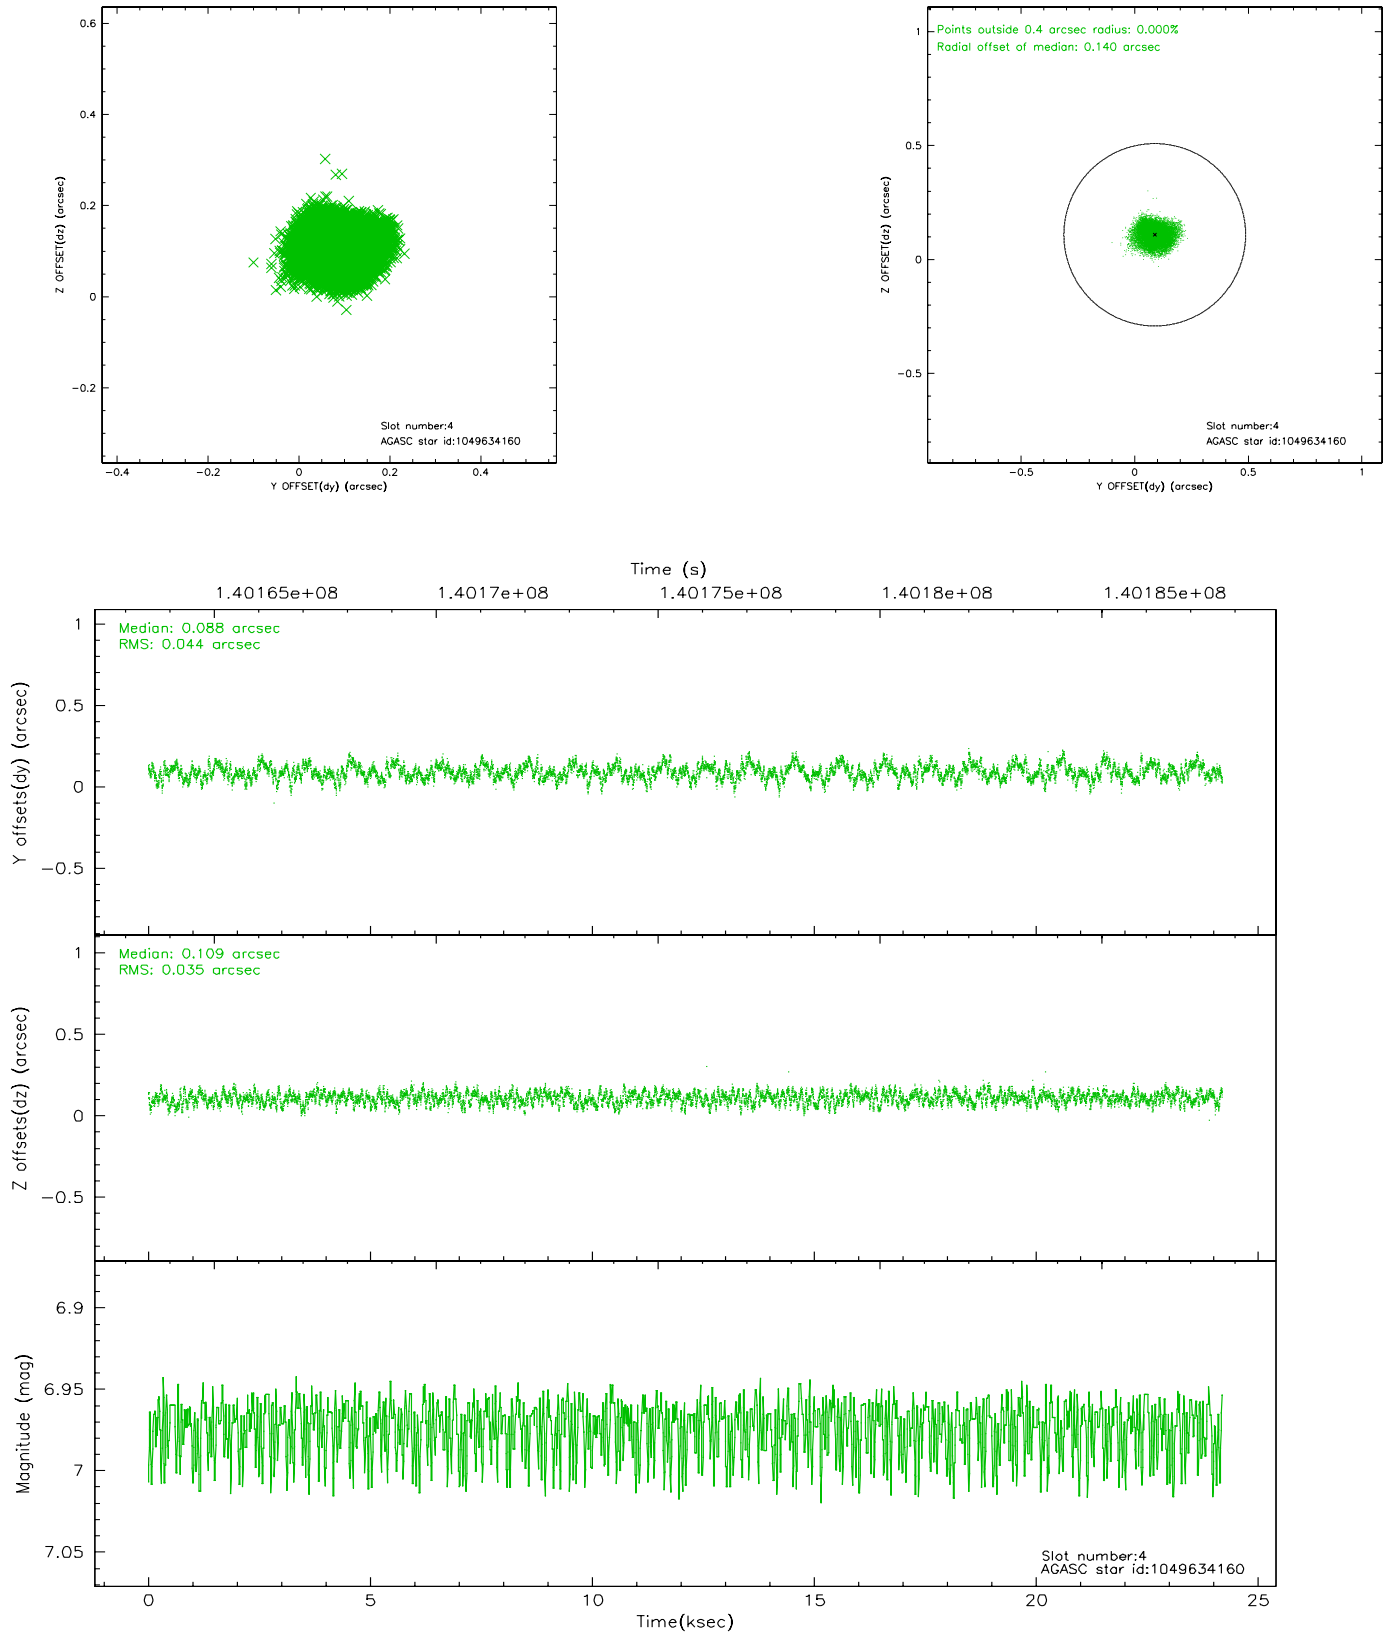 0.6
0.4
0.2
0
−0.2
−0.4
−0.2
0
0.2
0.4
Z OFFSET(dz) (arcsec)
Y OFFSET(dy) (arcsec)
Slot number:4
AGASC star id:1049634160
Points outside 0.4 arcsec radius: 0.000%
Radial offset of median: 0.140 arcsec
1
0.5
0
−0.5
−0.5
0
0.5
1
Z OFFSET(dz) (arcsec)
Y OFFSET(dy) (arcsec)
Slot number:4
AGASC star id:1049634160
Time (s)
1.40165e+08
1.4017e+08
1.40175e+08
1.4018e+08
1.40185e+08
Median: 0.088 arcsec
RMS: 0.044 arcsec
1
0.5
0
−0.5
Y offsets(dy) (arcsec)
Median: 0.109 arcsec
RMS: 0.035 arcsec
1
0.5
0
−0.5
Z offsets(dz) (arcsec)
6.9
6.95
7
7.05
Magnitude (mag)
Slot number:4
AGASC star id:1049634160
0
5
10
15
20
25
Time(ksec)